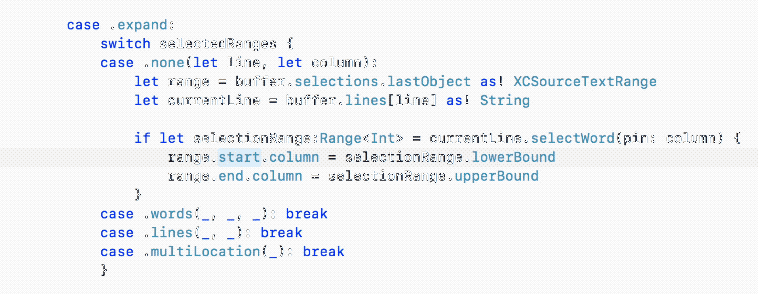 case .expand:
switch selectedRanges {
case .none(let line, let column):
let range = buffer.selections.lastObject as! XCSourceTextRange
let currentLine = buffer.lines[line] as! String
if let selectionRange:Range<Int> = currentLine.selectWord(pin: column) {
range.start.column = selectionRange.lowerBound
range.end.column = selectionRange.upperBound
}
case .words(_, _, _): break
case .lines(_, _): break
case .multiLocation(_): break
}